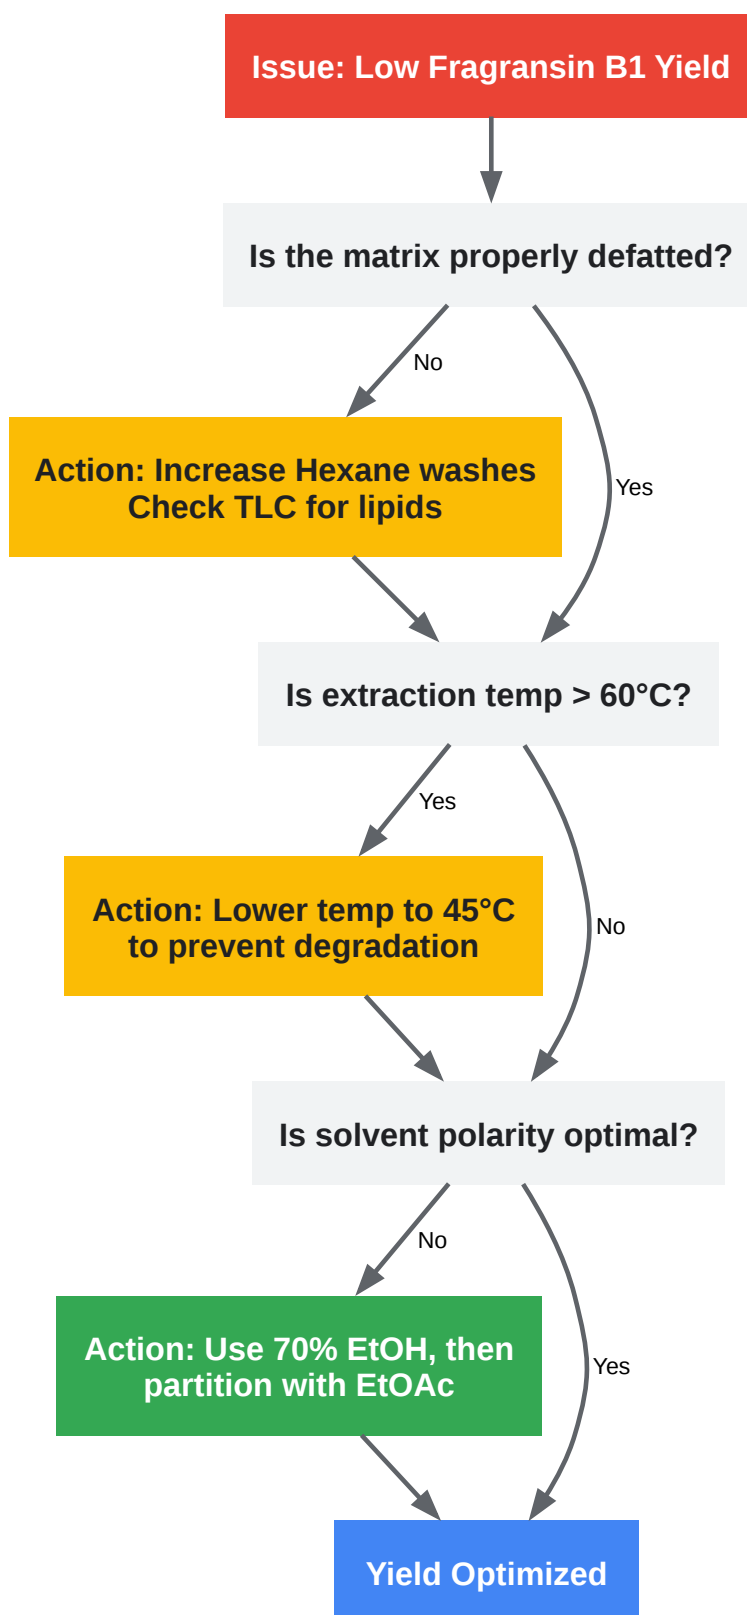 Issue: Low Fragransin B1 Yield
Is the matrix properly defatted?
No
Action: Increase Hexane washes
Check TLC for lipids
Yes
Is extraction temp > 60°C?
Yes
Action: Lower temp to 45°C
to prevent degradation
No
Is solvent polarity optimal?
No
Action: Use 70% EtOH, then
partition with EtOAc
Yes
Yield Optimized